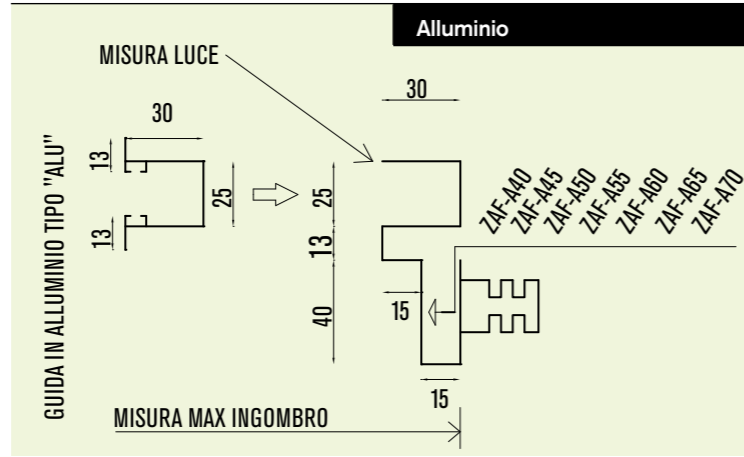 Alluminio
MISURA LUCE
30
30
13
25
13
GUIDA IN ALLUMINIO TIPO "ALU"
25
13
40
15
15
ZAF-A40
ZAF-A45
ZAF-A50
ZAF-A55
ZAF-A60
ZAF-A65
ZAF-A70
MISURA MAX INGOMBRO